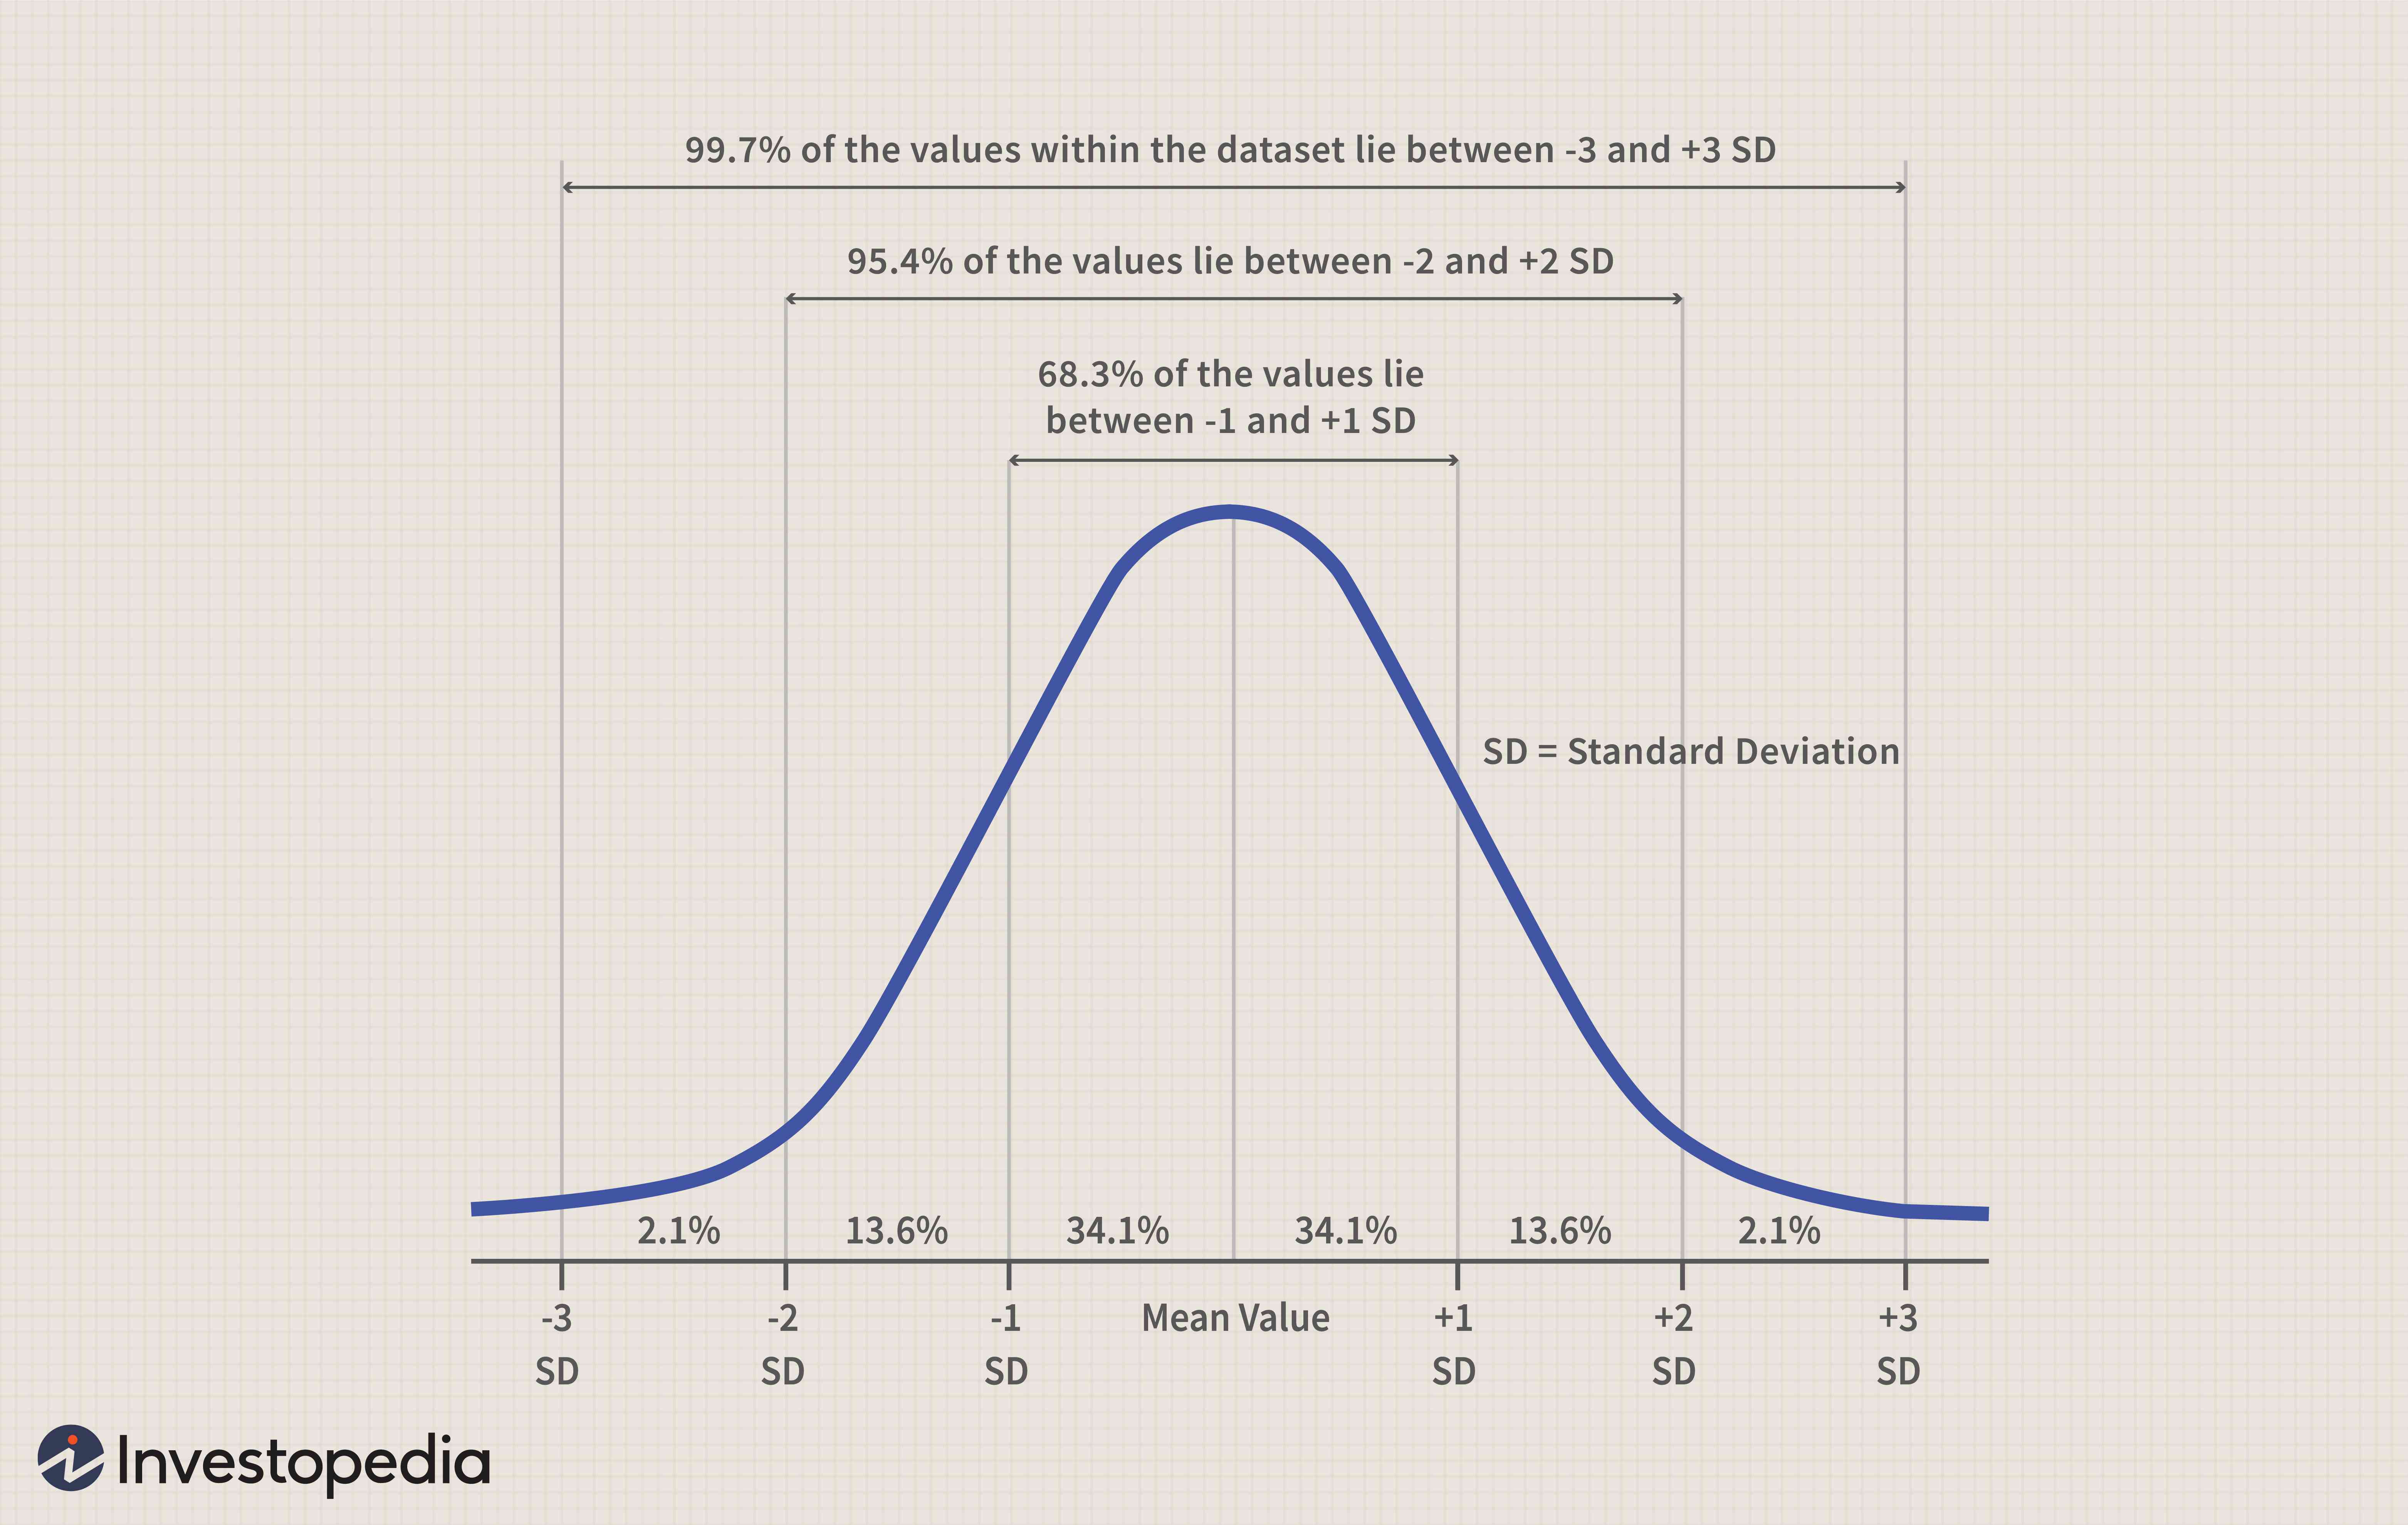 99.7% of the values within the dataset lie between -3 and +3 SD
95.4% of the values lie between -2 and +2 SD
68.3% of the values lie
between -1 and +1 SD
SD = Standard Deviation
2.1% 13.6% 34.1% 34.1% 13.6% 2.1%
-3 -2 -1 Mean Value +1 +2 +3
SD SD SD SD SD SD
Investopedia